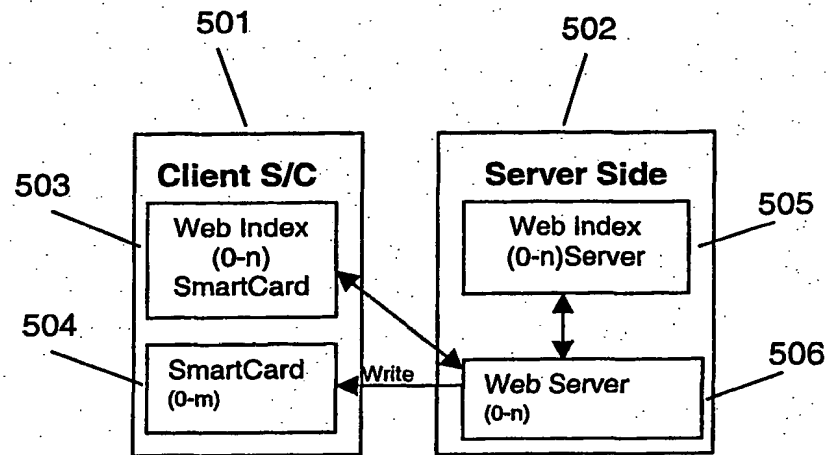 501
502
Client S/C
Server Side
503
Web Index
(0-n)
SmartCard
Web Index
(0-n)Server
505
504
SmartCard
(0-m)
Write
Web Server
(0-n)
506